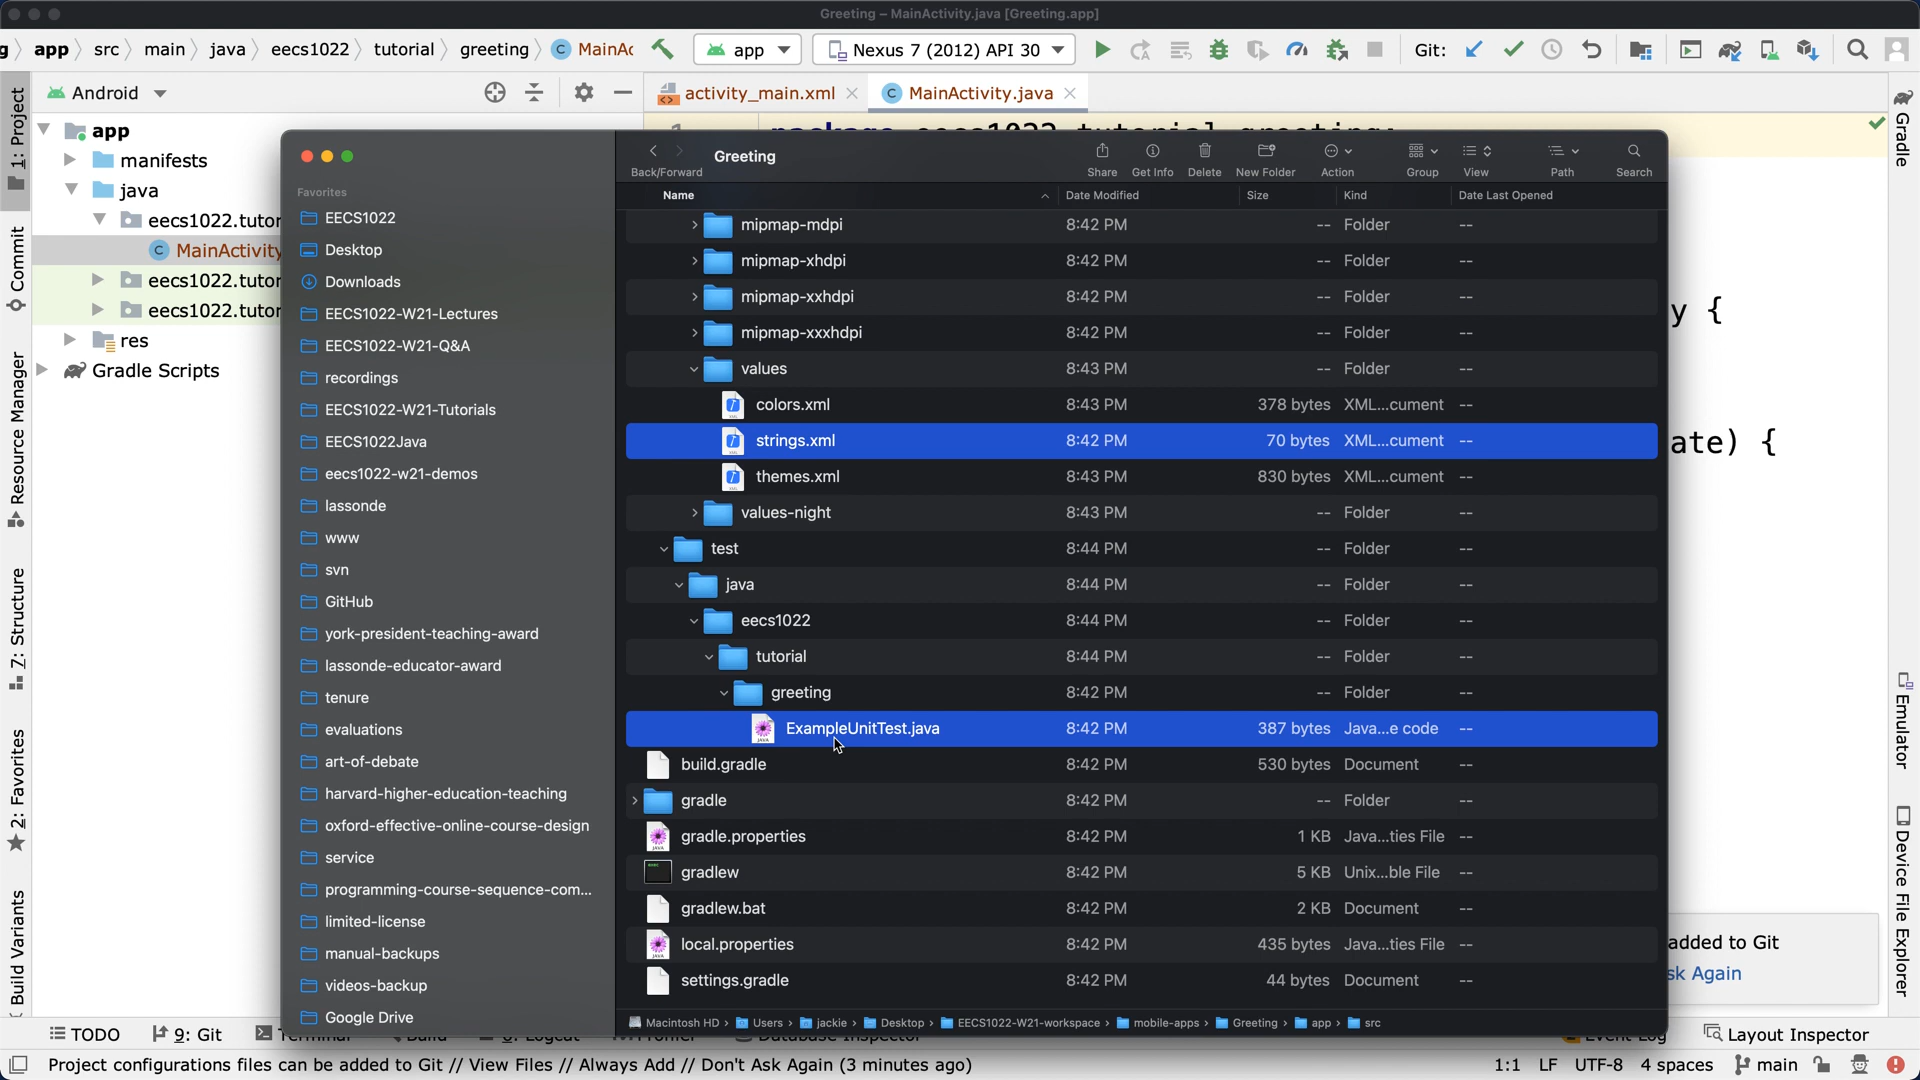 Greeting – MainActivity.java [Greeting.app]
app src main java eecs1022 tutorial greeting C MainAc app Nexus 7 (2012) API 30 Git:
Android
activity_main.xml
C MainActivity.java
1: Project
Commit
Resource Manager
7: Structure
2: Favorites
Build Variants
app
manifests
java
eecs1022.tutor
C MainActivity
eecs1022.tutor
eecs1022.tutor
res
Gradle Scripts
package eecs1022.tutorial.greeting;
y {
ate) {
Favorites
EECS1022
Desktop
Downloads
EECS1022-W21-Lectures
EECS1022-W21-Q&A
recordings
EECS1022-W21-Tutorials
EECS1022Java
eecs1022-w21-demos
lassonde
www
svn
GitHub
york-president-teaching-award
lassonde-educator-award
tenure
evaluations
art-of-debate
harvard-higher-education-teaching
oxford-effective-online-course-design
service
programming-course-sequence-com...
limited-license
manual-backups
videos-backup
Google Drive
Back/Forward
Greeting
Share Get Info Delete New Folder Action Group View Path Search
Name Date Modified Size Kind Date Last Opened
mipmap-mdpi 8:42 PM -- Folder --
mipmap-xhdpi 8:42 PM -- Folder --
mipmap-xxhdpi 8:42 PM -- Folder --
mipmap-xxxhdpi 8:42 PM -- Folder --
values 8:43 PM -- Folder --
colors.xml 8:43 PM 378 bytes XML...cument --
strings.xml 8:42 PM 70 bytes XML...cument --
themes.xml 8:43 PM 830 bytes XML...cument --
values-night 8:43 PM -- Folder --
test 8:44 PM -- Folder --
java 8:44 PM -- Folder --
eecs1022 8:44 PM -- Folder --
tutorial 8:44 PM -- Folder --
greeting 8:42 PM -- Folder --
ExampleUnitTest.java 8:42 PM 387 bytes Java...e code --
build.gradle 8:42 PM 530 bytes Document --
gradle 8:42 PM -- Folder --
gradle.properties 8:42 PM 1 KB Java...ties File --
gradlew 8:42 PM 5 KB Unix...ble File --
gradlew.bat 8:42 PM 2 KB Document --
local.properties 8:42 PM 435 bytes Java...ties File --
settings.gradle 8:42 PM 44 bytes Document --
Macintosh HD › Users › jackie › Desktop › EECS1022-W21-workspace › mobile-apps › Greeting › app › src
Gradle
Emulator
Device File Explorer
added to Git
sk Again
TODO 9: Git Terminal Build 6: Logcat Profiler Database Inspector Event Log Layout Inspector
Project configurations files can be added to Git // View Files // Always Add // Don't Ask Again (3 minutes ago)
1:1 LF UTF-8 4 spaces main